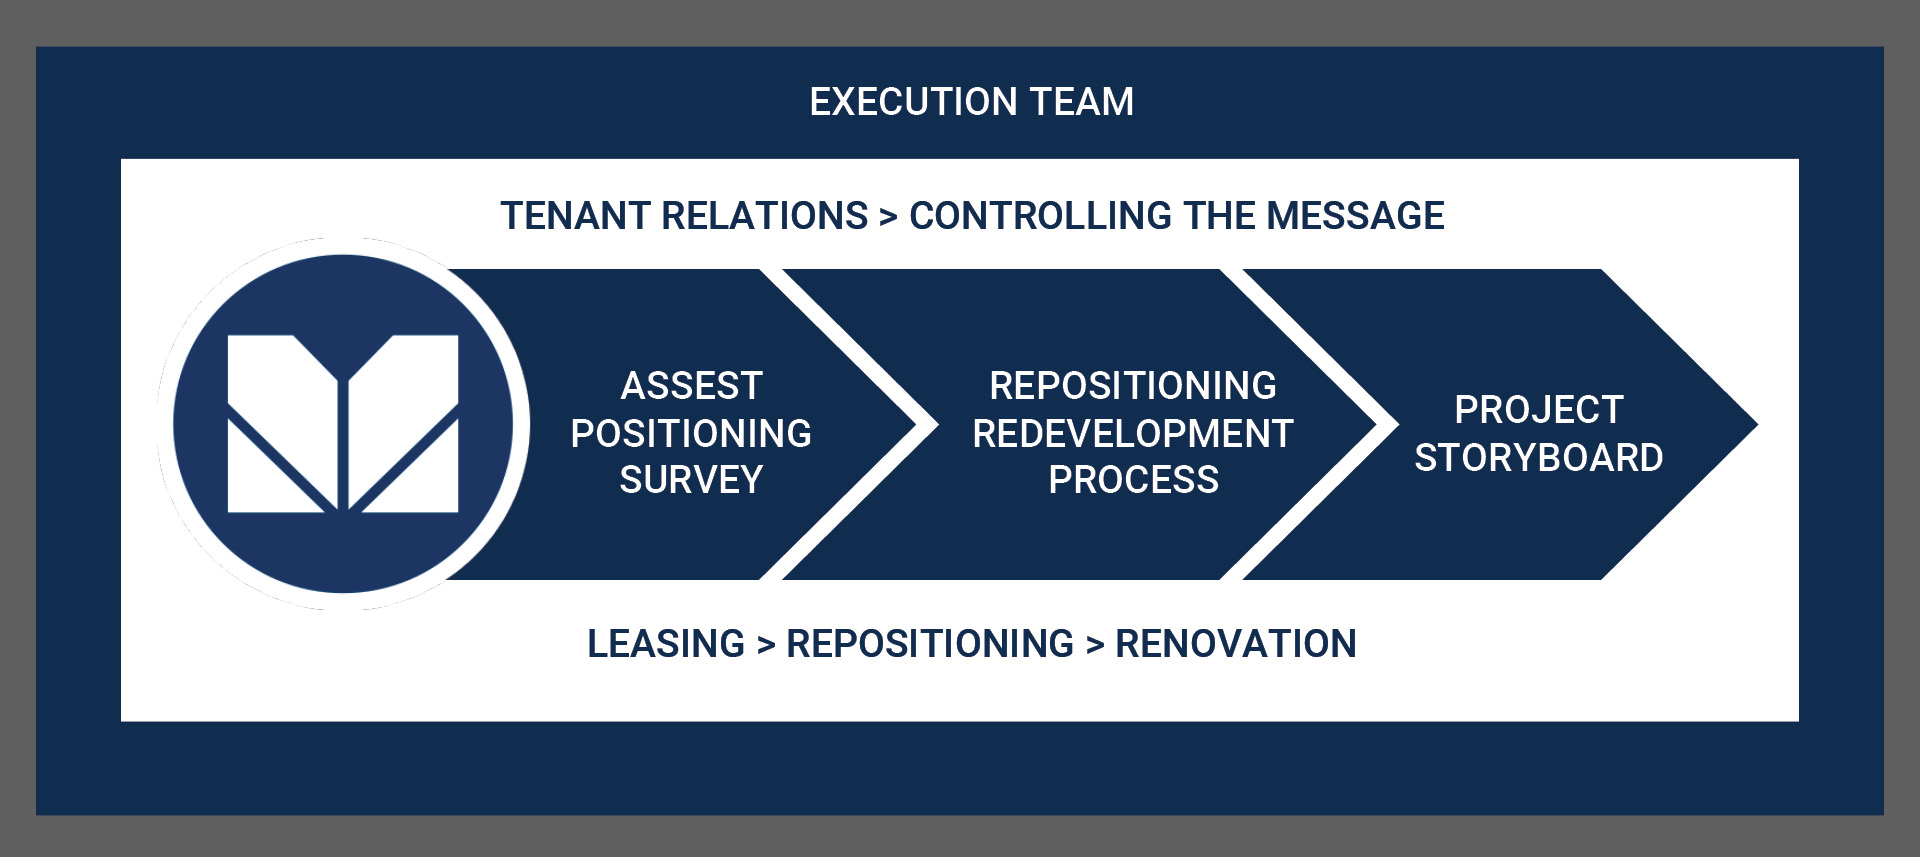 EXECUTION TEAM
TENANT RELATIONS > CONTROLLING THE MESSAGE
ASSEST
POSITIONING
SURVEY
REPOSITIONING
REDEVELOPMENT
PROCESS
PROJECT
STORYBOARD
LEASING > REPOSITIONING > RENOVATION